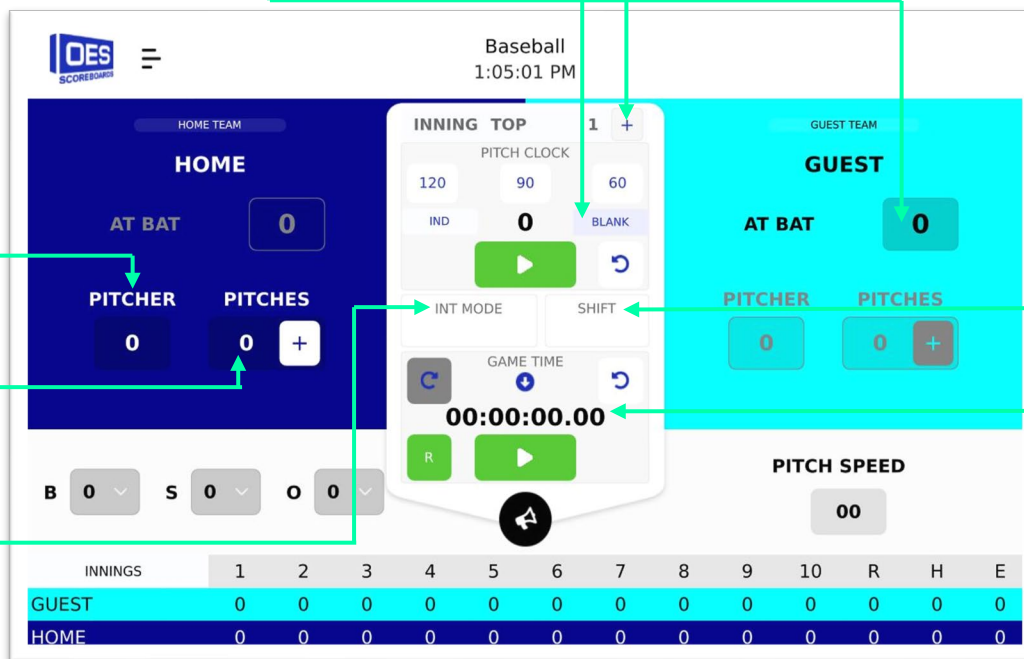 OES
SCOREBOARDS
Baseball
1:05:01 PM
HOME TEAM
HOME
AT BAT 0
PITCHER PITCHES
0 0 +
INNING TOP 1 +
PITCH CLOCK
120 90 60
IND 0 BLANK
INT MODE SHIFT
GAME TIME
00:00:00.00
R
GUEST TEAM
GUEST
AT BAT 0
PITCHER PITCHES
0 0 +
B 0 S 0 O 0
PITCH SPEED
00
INNINGS 1 2 3 4 5 6 7 8 9 10 R H E
GUEST 0 0 0 0 0 0 0 0 0 0 0 0 0
HOME 0 0 0 0 0 0 0 0 0 0 0 0 0